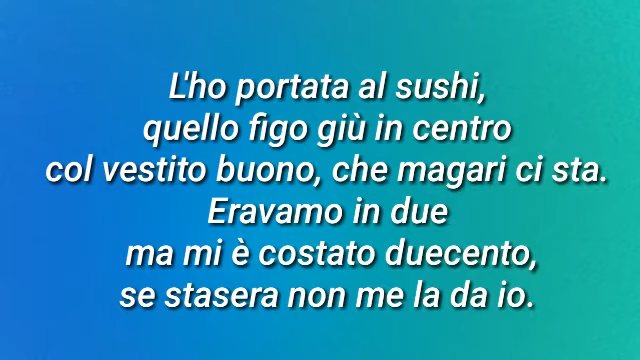 L'ho portata al sushi,
quello figo giù in centro
col vestito buono, che magari ci sta.
Eravamo in due
ma mi è costato duecento,
se stasera non me la da io.